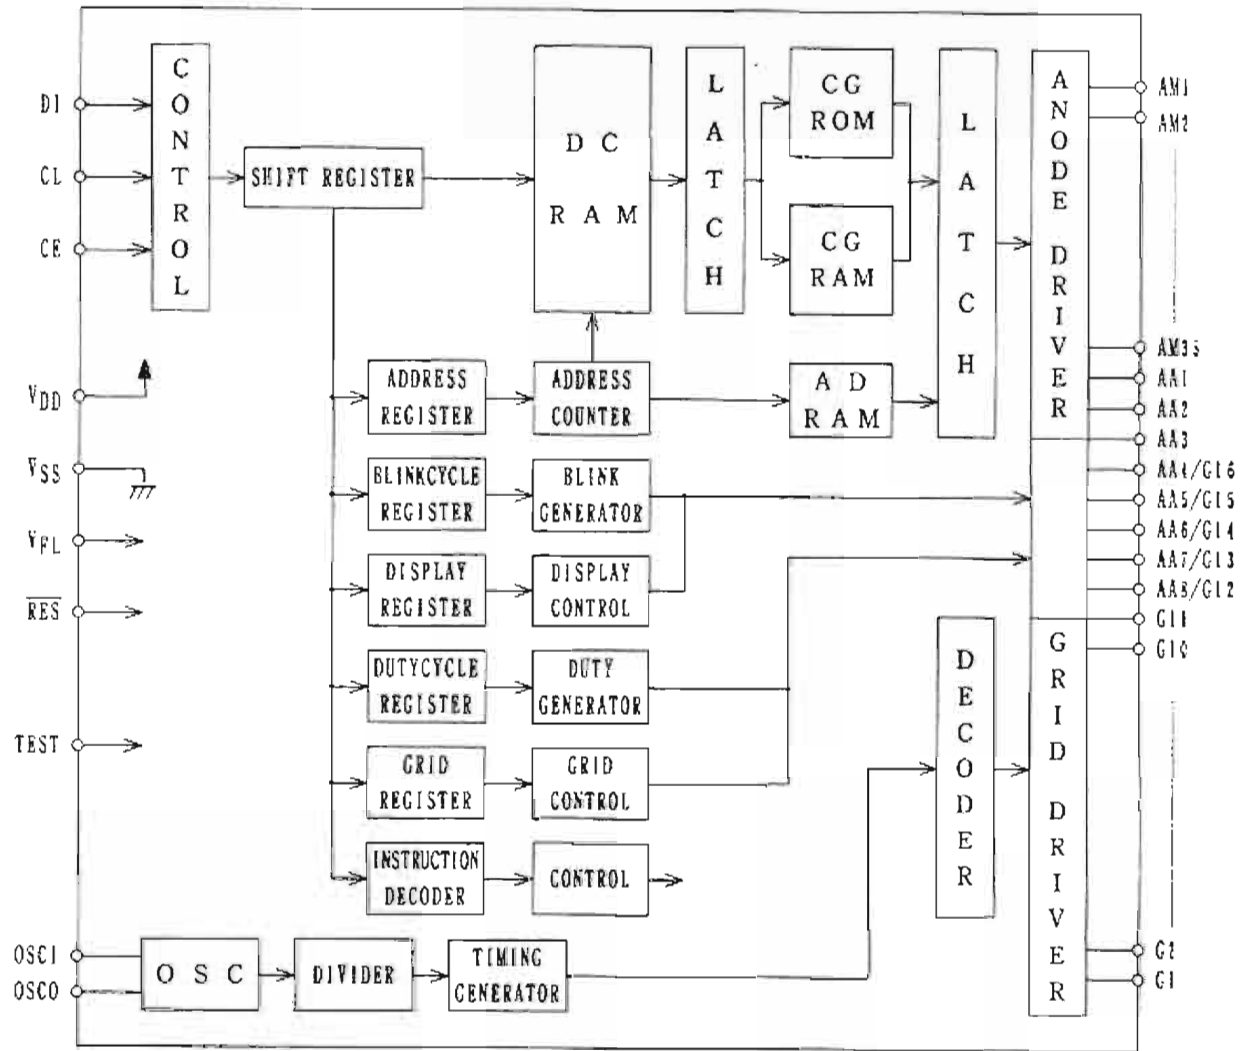 DI
CL
CE
VDD
VSS
VFL
RES
TEST
OSCI
OSCO
CONTROL
SHIFT REGISTER
DC
RAM
LATCH
CG
ROM
CG
RAM
LATCH
ANODE DRIVER
ADDRESS
REGISTER
ADDRESS
COUNTER
AD
RAM
BLINKCYCLE
REGISTER
BLINK
GENERATOR
DISPLAY
REGISTER
DISPLAY
CONTROL
DUTYCYCLE
REGISTER
DUTY
GENERATOR
GRID
REGISTER
GRID
CONTROL
INSTRUCTION
DECODER
CONTROL
OSC
DIVIDER
TIMING
GENERATOR
DECODER
GRID DRIVER
AM1
AM2
AM35
AA1
AA2
AA3
AA4/G16
AA5/G15
AA6/G14
AA7/G13
AA8/G12
G11
G10
G2
G1